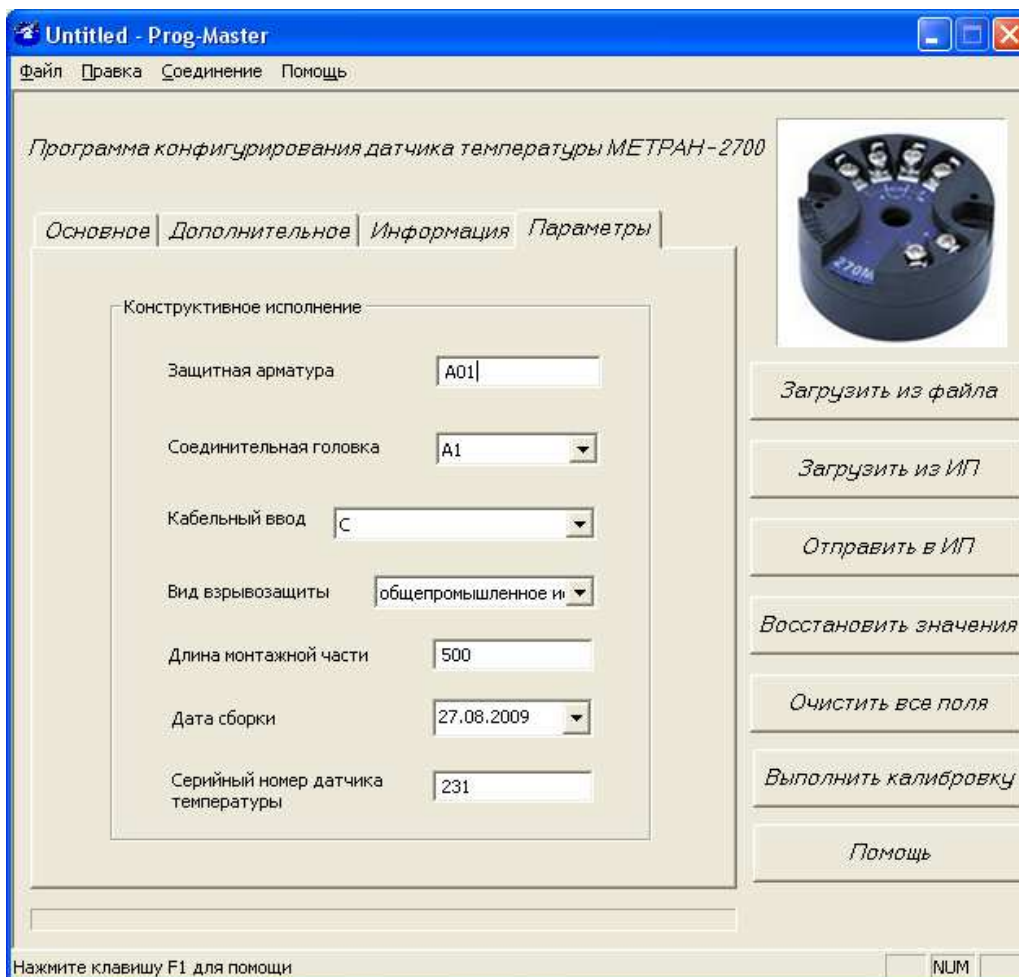 Untitled - Prog-Master
Файл Правка Соединение Помощь
Программа конфигурирования датчика температуры МЕТРАН-2700
270М
Основное Дополнительное Информация Параметры
Конструктивное исполнение
Защитная арматура A01
Соединительная головка A1
Кабельный ввод C
Вид взрывозащиты общепромышленное и
Длина монтажной части 500
Дата сборки 27.08.2009
Серийный номер датчика
температуры 231
Загрузить из файла
Загрузить из ИП
Отправить в ИП
Восстановить значения
Очистить все поля
Выполнить калибровку
Помощь
Нажмите клавишу F1 для помощи NUM